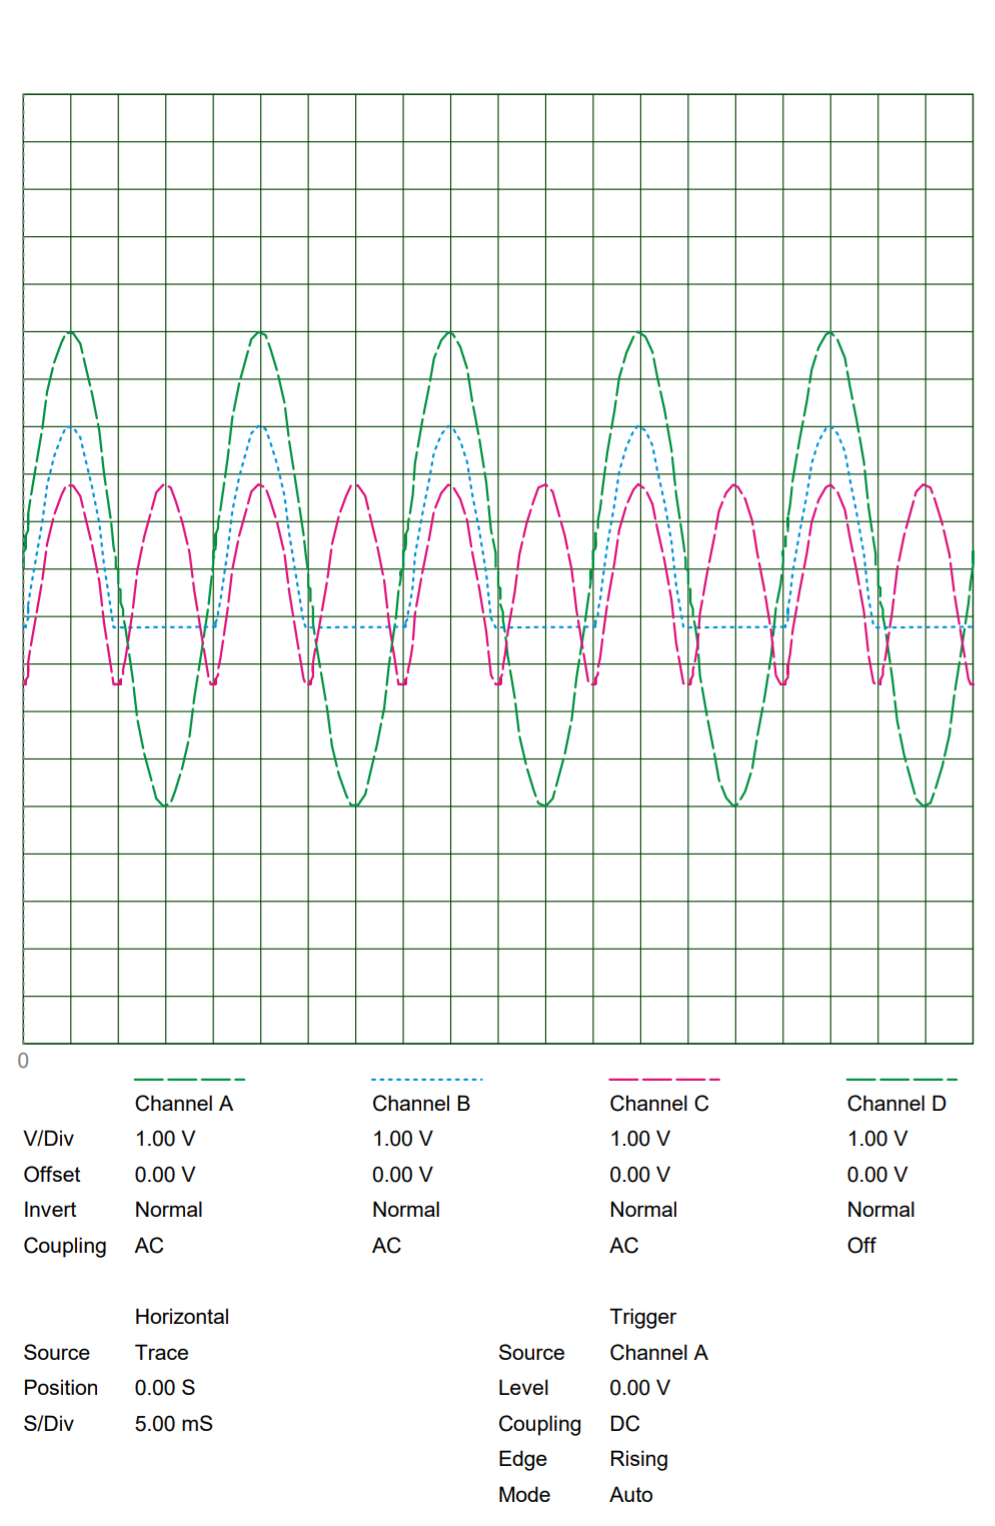 0
Channel A Channel B Channel C Channel D
V/Div 1.00 V 1.00 V 1.00 V 1.00 V
Offset 0.00 V 0.00 V 0.00 V 0.00 V
Invert Normal Normal Normal Normal
Coupling AC AC AC Off
Horizontal Trigger
Source Trace Source Channel A
Position 0.00 S Level 0.00 V
S/Div 5.00 mS Coupling DC
Edge Rising
Mode Auto